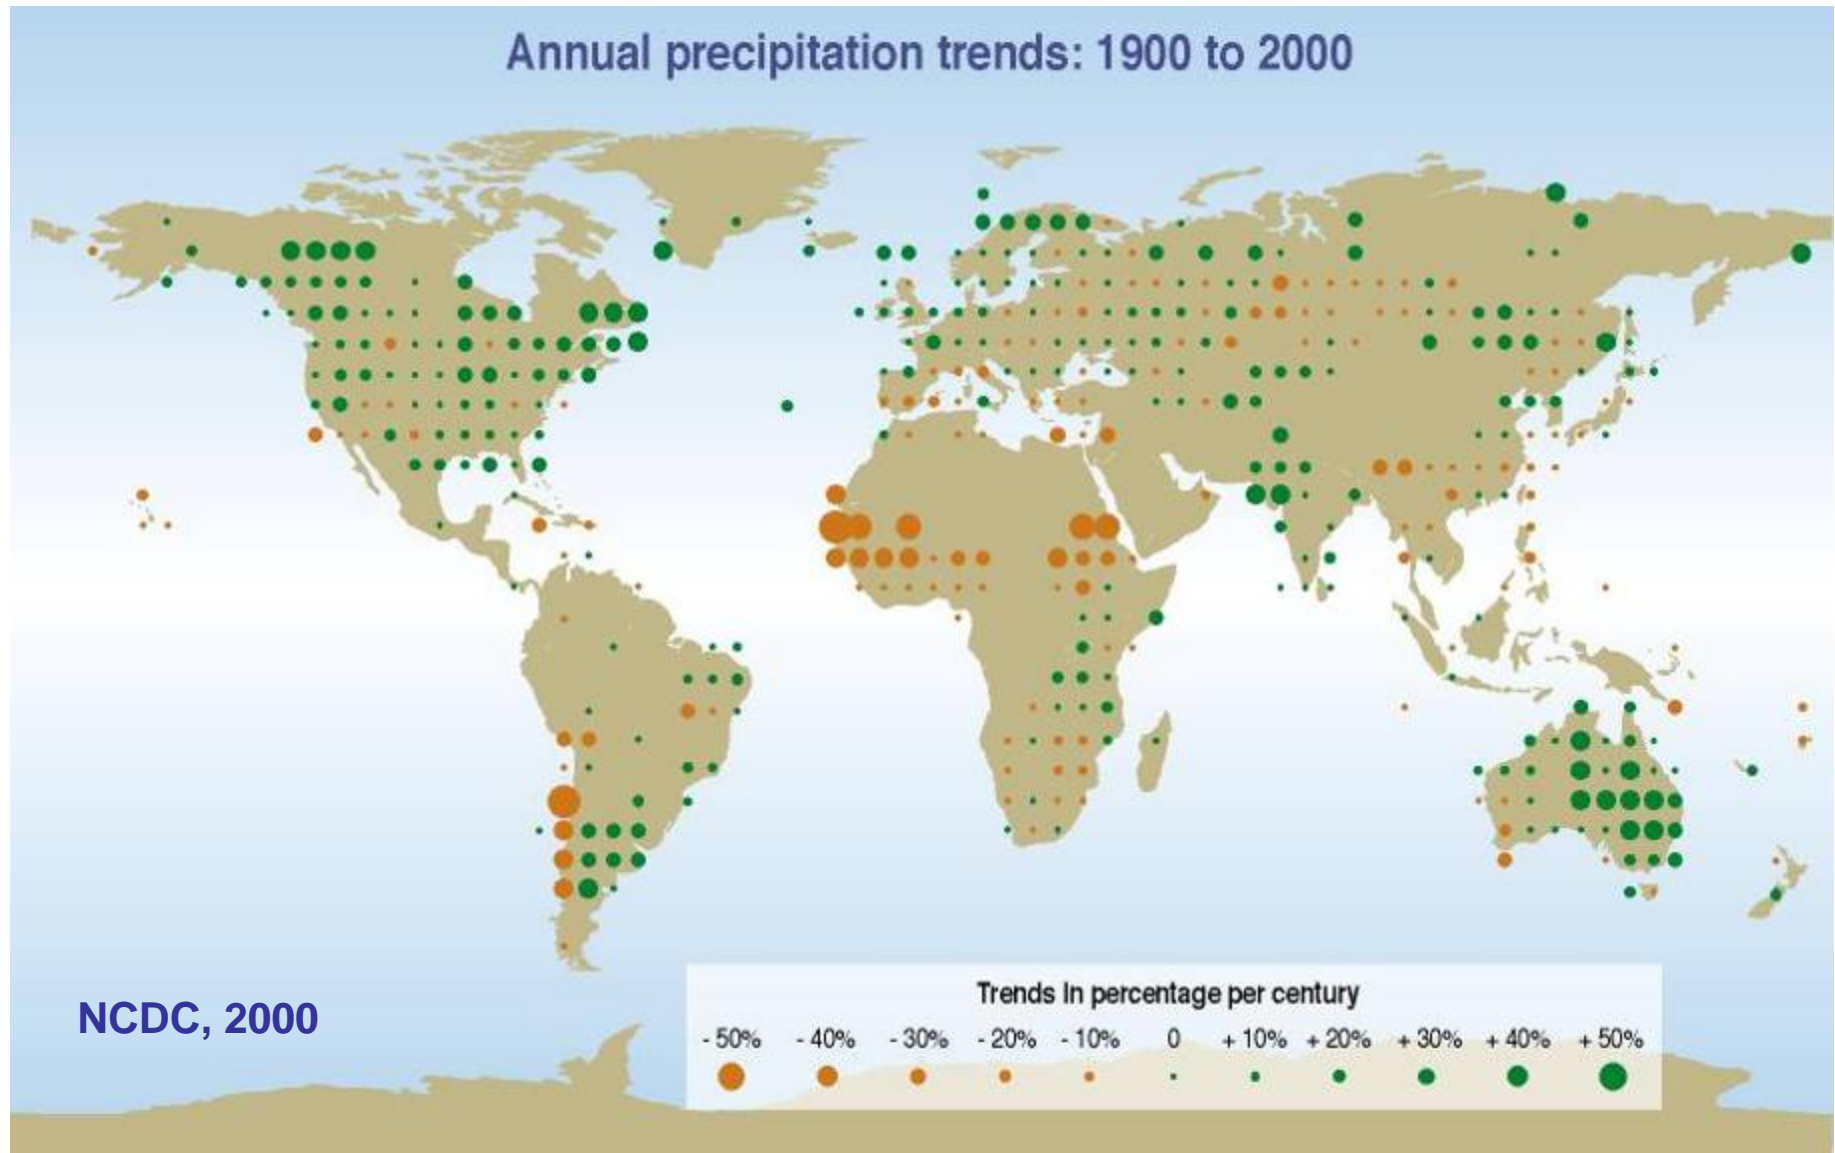 Annual precipitation trends: 1900 to 2000
NCDC, 2000
Trends In percentage per century
- 50% - 40% - 30% - 20% - 10% 0 + 10% + 20% + 30% + 40% + 50%